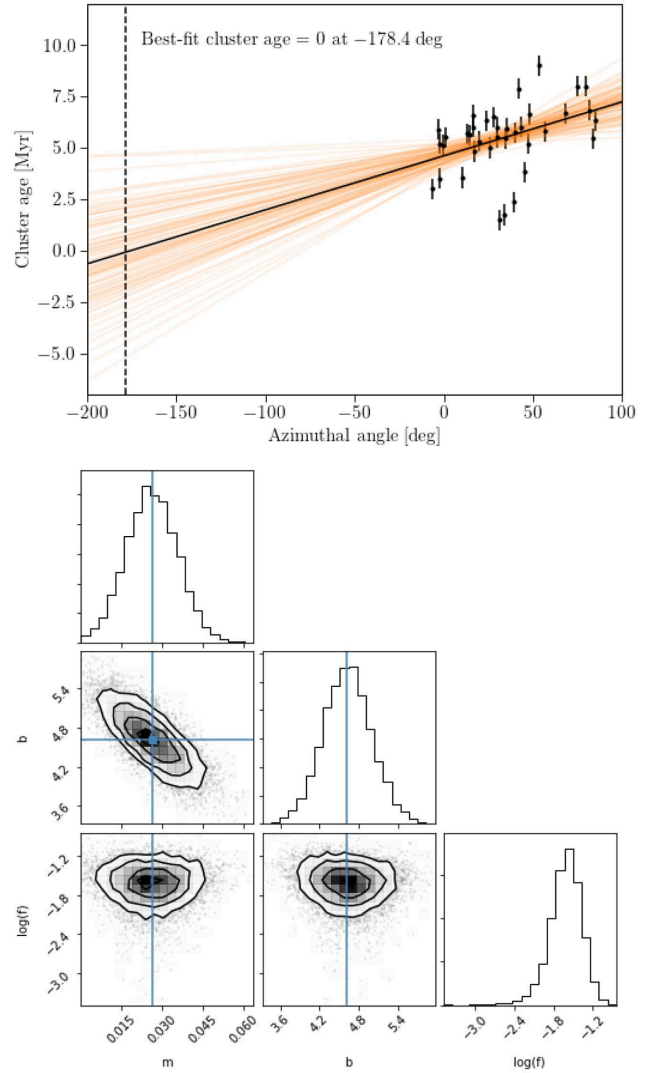 Best-fit cluster age = 0 at −178.4 deg
10.0
7.5
5.0
2.5
0.0
−2.5
−5.0
Cluster age [Myr]
−200 −150 −100 −50 0 50 100
Azimuthal angle [deg]
5.4
4.8
4.2
3.6
b
−1.2
−1.8
−2.4
−3.0
log(f)
0.015 0.030 0.045 0.060
3.6 4.2 4.8 5.4
−3.0 −2.4 −1.8 −1.2
m b log(f)